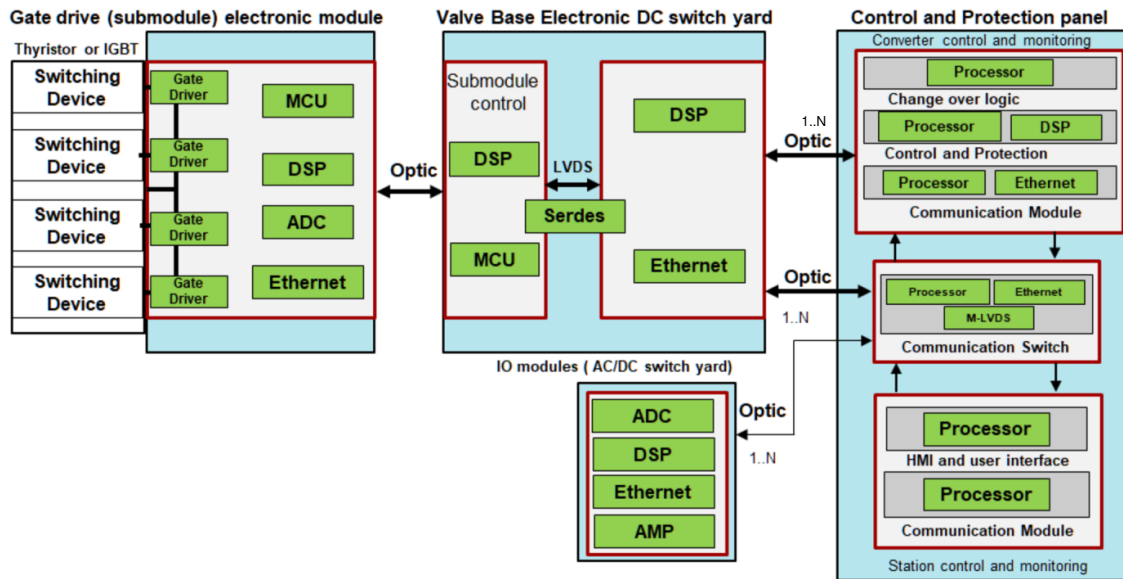 Gate drive (submodule) electronic module
Thyristor or IGBT
Switching
Device
Switching
Device
Switching
Device
Switching
Device
Gate
Driver
Gate
Driver
Gate
Driver
Gate
Driver
MCU
DSP
ADC
Ethernet
Optic
Valve Base Electronic DC switch yard
Submodule
control
DSP
MCU
LVDS
Serdes
DSP
Ethernet
1..N
Optic
Optic
1..N
IO modules ( AC/DC switch yard)
ADC
DSP
Ethernet
AMP
Optic
1..N
Control and Protection panel
Converter control and monitoring
Processor
Change over logic
Processor
DSP
Control and Protection
Processor
Ethernet
Communication Module
Processor
Ethernet
M-LVDS
Communication Switch
Processor
HMI and user interface
Processor
Communication Module
Station control and monitoring